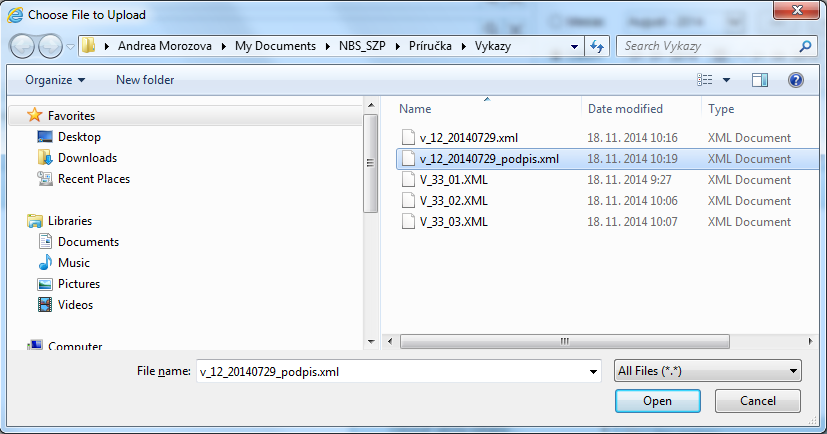 Choose File to Upload
Andrea Morozova ▸ My Documents ▸ NBS_SZP ▸ Príručka ▸ Vykazy
Search Vykazy
Organize New folder
Name Date modified Type
Favorites
Desktop
Downloads
Recent Places
Libraries
Documents
Music
Pictures
Videos
Computer
v_12_20140729.xml 18. 11. 2014 10:16 XML Document
v_12_20140729_podpis.xml 18. 11. 2014 10:19 XML Document
V_33_01.XML 18. 11. 2014 9:27 XML Document
V_33_02.XML 18. 11. 2014 10:06 XML Document
V_33_03.XML 18. 11. 2014 10:07 XML Document
File name: v_12_20140729_podpis.xml All Files (*.*)
Open Cancel